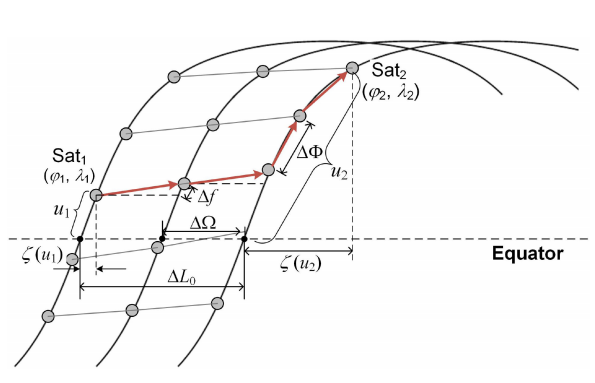 Sat₂
(φ₂, λ₂)
Sat₁
(φ₁, λ₁)
ΔΦ
u₂
Δf
u₁
ΔΩ
Equator
ζ(u₁)
ζ(u₂)
ΔL₀